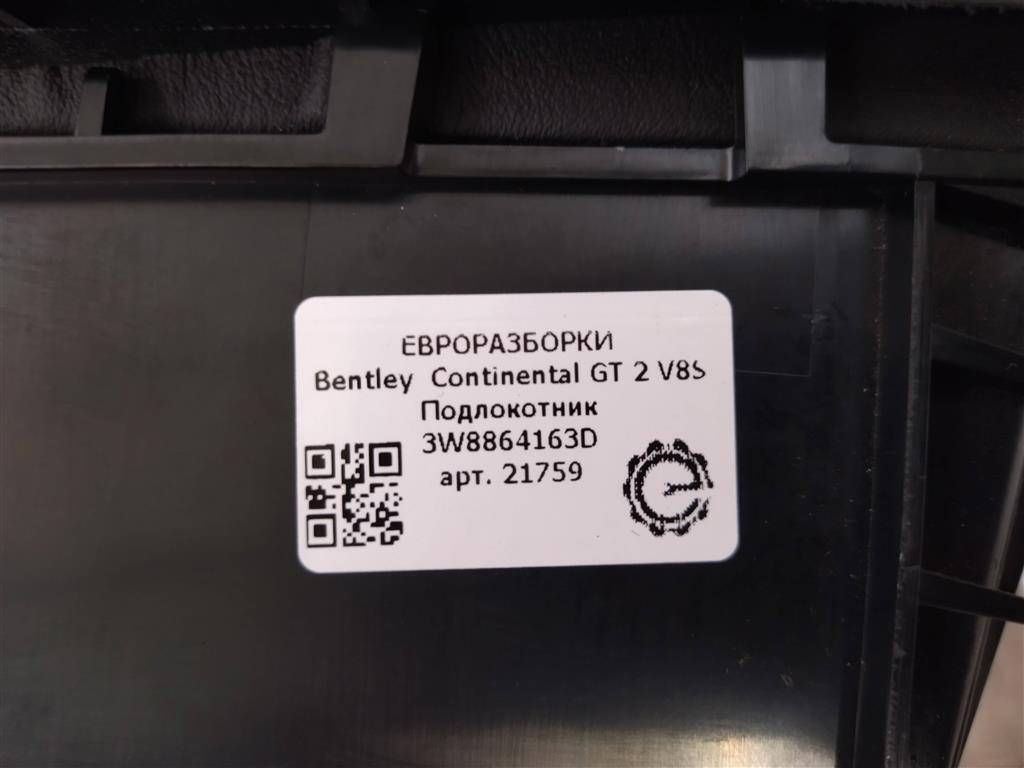 ЕВРОРАЗБОРКИ
Bentley Continental GT 2 V8S
Подлокотник
3W8864163D
арт. 21759